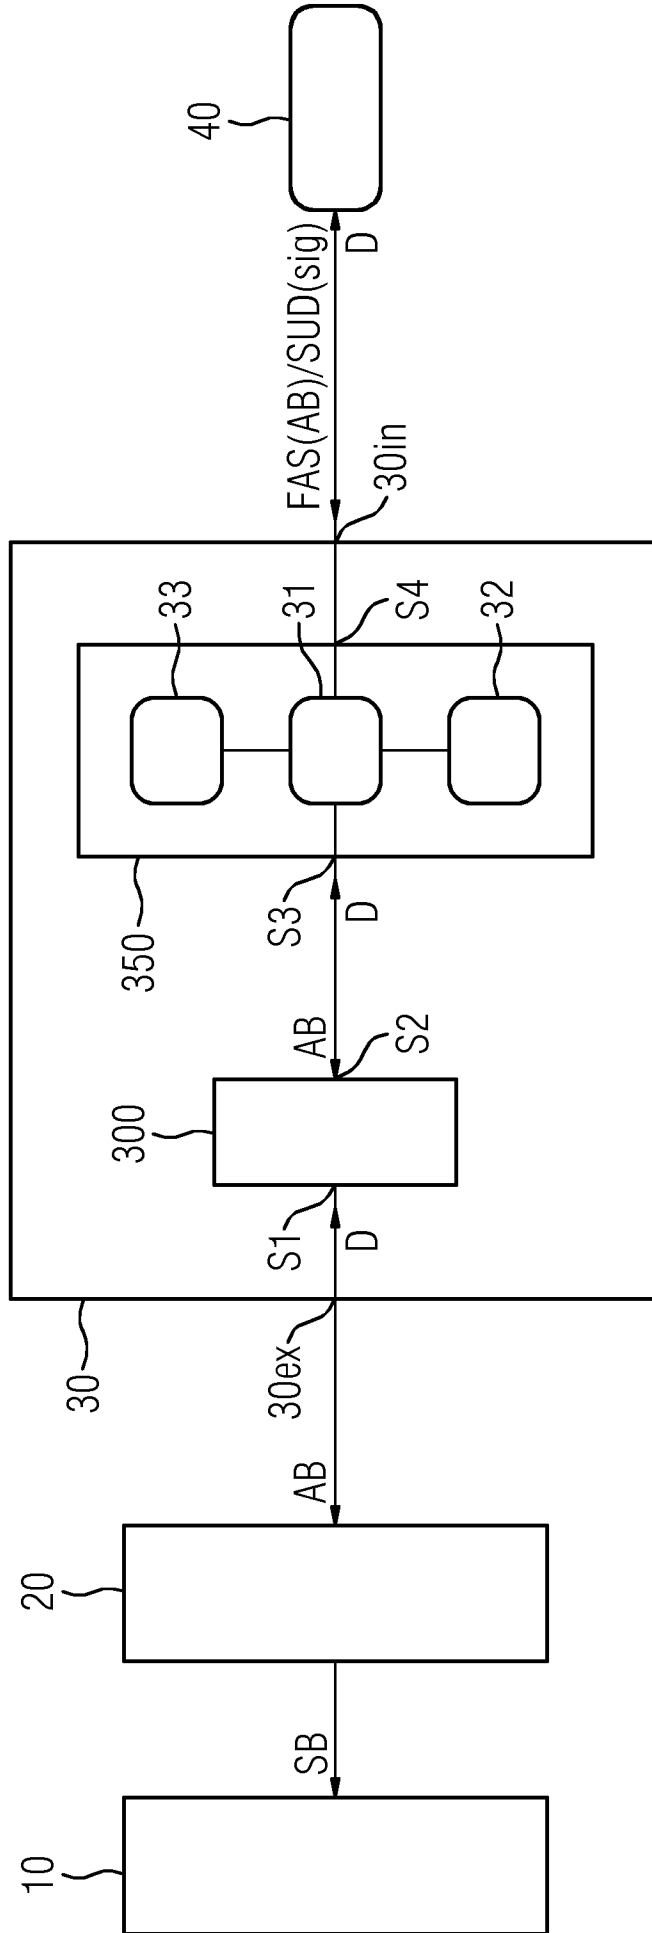 10
SB
20
AB
30ex
30
D
S1
300
S2
AB
D
S3
350
33
31
S4
32
30in
FAS(AB)/SUD(sig)
D
40